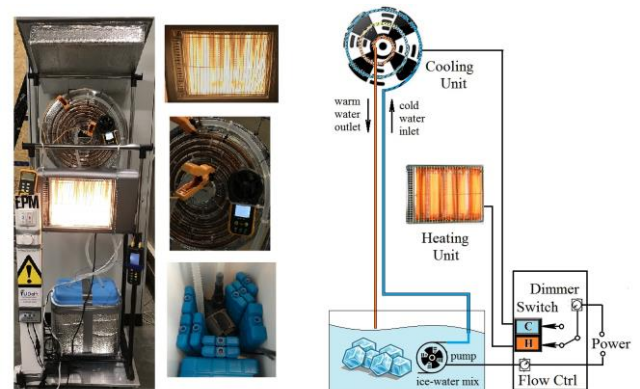 EPM
Cooling
Unit
warm
water
outlet
cold
water
inlet
Heating
Unit
Dimmer
Switch
C
H
Power
pump
ice-water mix
Flow Ctrl